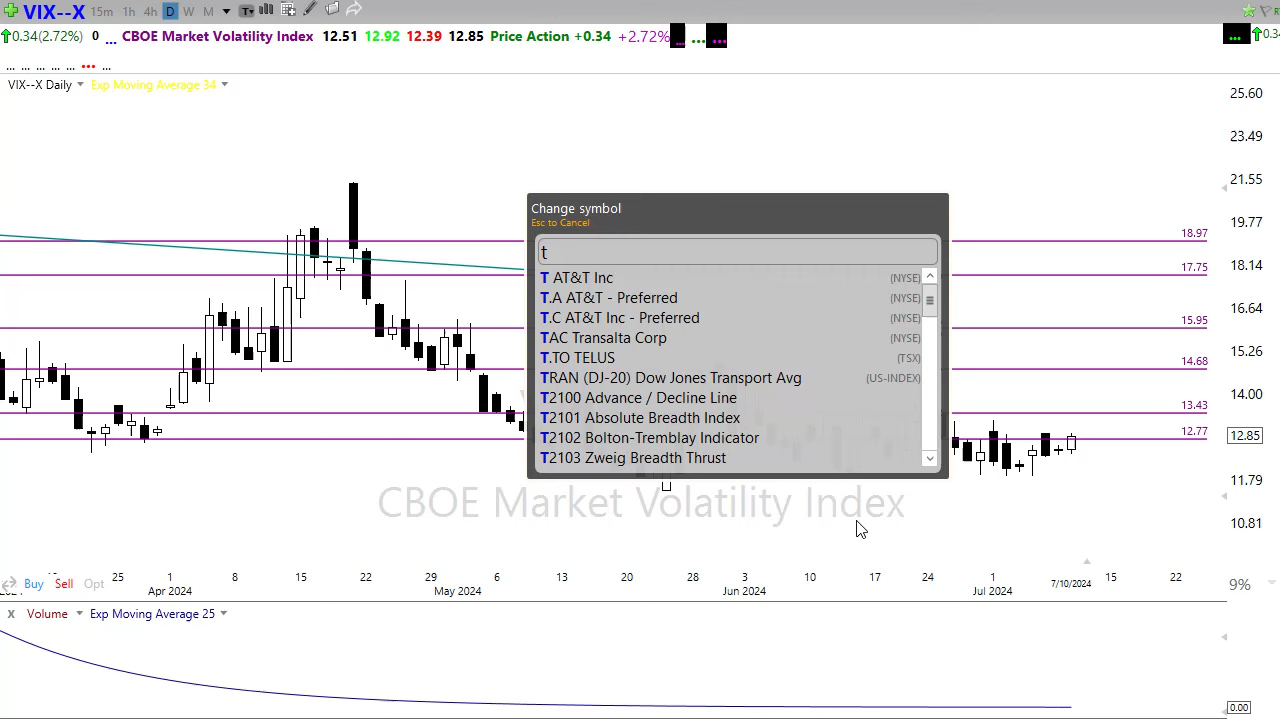 VIX--X 15m 1h 4h D W M T
0.34(2.72%) 0 ... CBOE Market Volatility Index 12.51 12.92 12.39 12.85 Price Action +0.34 +2.72% ... ... ... ... 0.34
... ... ... ... ... ... ...
VIX--X Daily Exp Moving Average 34
25.60
23.49
21.55
19.77
18.14
16.64
15.26
14.00
12.85
11.79
10.81
18.97
17.75
15.95
14.68
13.43
12.77
Change symbol
Esc to Cancel
t
T AT&T Inc (NYSE)
T.A AT&T - Preferred (NYSE)
T.C AT&T Inc - Preferred (NYSE)
TAC Transalta Corp (NYSE)
T.TO TELUS (TSX)
TRAN (DJ-20) Dow Jones Transport Avg (US-INDEX)
T2100 Advance / Decline Line
T2101 Absolute Breadth Index
T2102 Bolton-Tremblay Indicator
T2103 Zweig Breadth Thrust
CBOE Market Volatility Index
25 1 8 15 22 29 6 13 20 28 3 10 17 24 1 7/10/2024 15 22
Buy Sell Opt 9%
Apr 2024 May 2024 Jun 2024 Jul 2024
X Volume Exp Moving Average 25
0.00